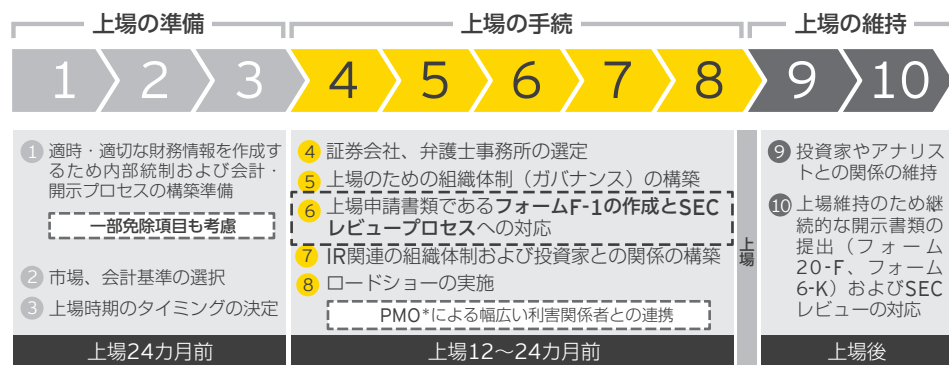 上場の準備
上場の手続
上場の維持
1
2
3
4
5
6
7
8
9
10
1 適時・適切な財務情報を作成す
るため内部統制および会計・
開示プロセスの構築準備
一部免除項目も考慮
2 市場、会計基準の選択
3 上場時期のタイミングの決定
上場24カ月前
4 証券会社、弁護士事務所の選定
5 上場のための組織体制（ガバナンス）の構築
6 上場申請書類であるフォームF-1の作成とSEC
レビュープロセスへの対応
7 IR関連の組織体制および投資家との関係の構築
8 ロードショーの実施
PMO*による幅広い利害関係者との連携
上場12～24カ月前
上場
9 投資家やアナリス
トとの関係の維持
10 上場維持のため継
続的な開示書類の
提出（フォーム
20-F、フォーム
6-K）およびSEC
レビューの対応
上場後